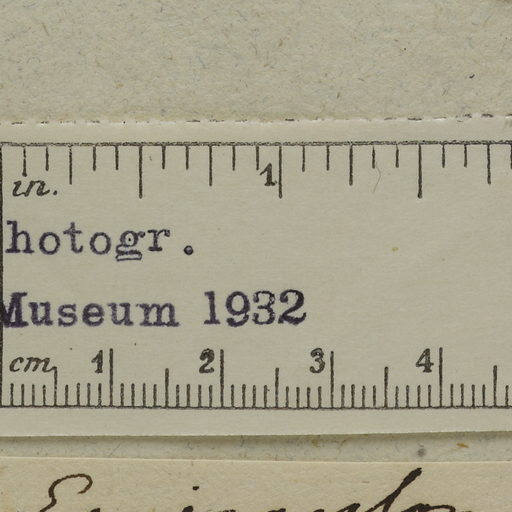 in. 1
hotogr.
Museum 1932
cm 1 2 3 4